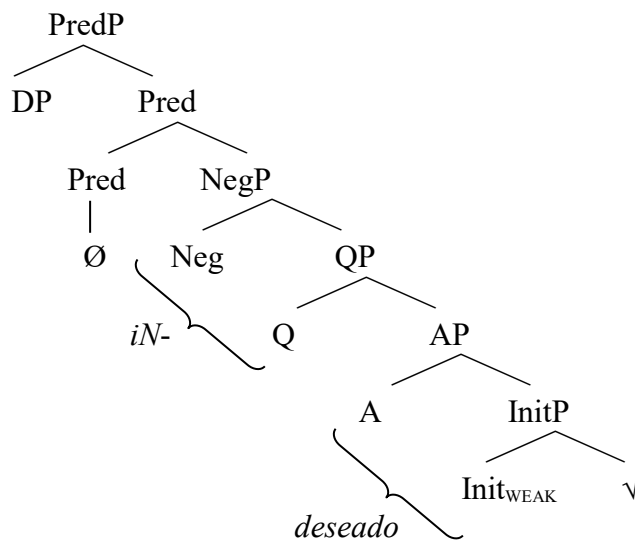 PredP
DP Pred
Pred NegP
Ø Neg QP
iN- Q AP
A InitP
InitWEAK √
deseado